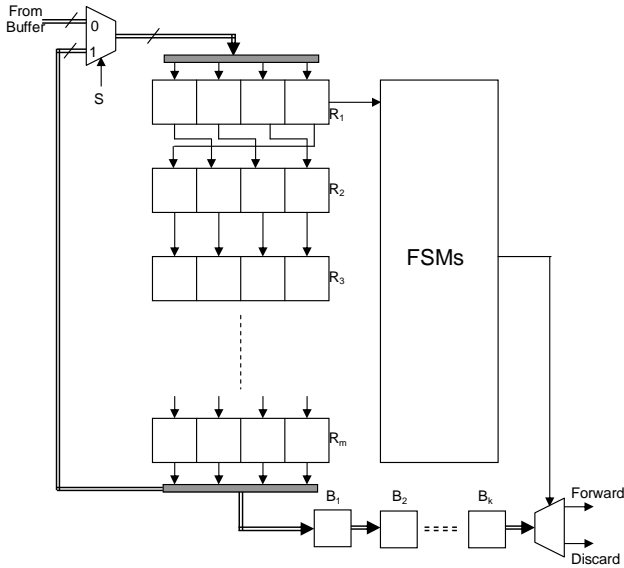 From
Buffer
0
1
S
R1
R2
R3
FSMs
Rm
B1
B2
Bk
Forward
Discard